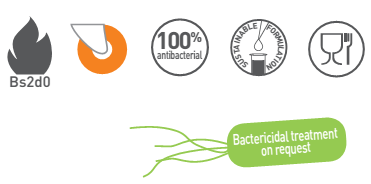 Bs2d0
100%
antibacterial
SUSTAINABLE FORMULATION
Bactericidal treatment
on request